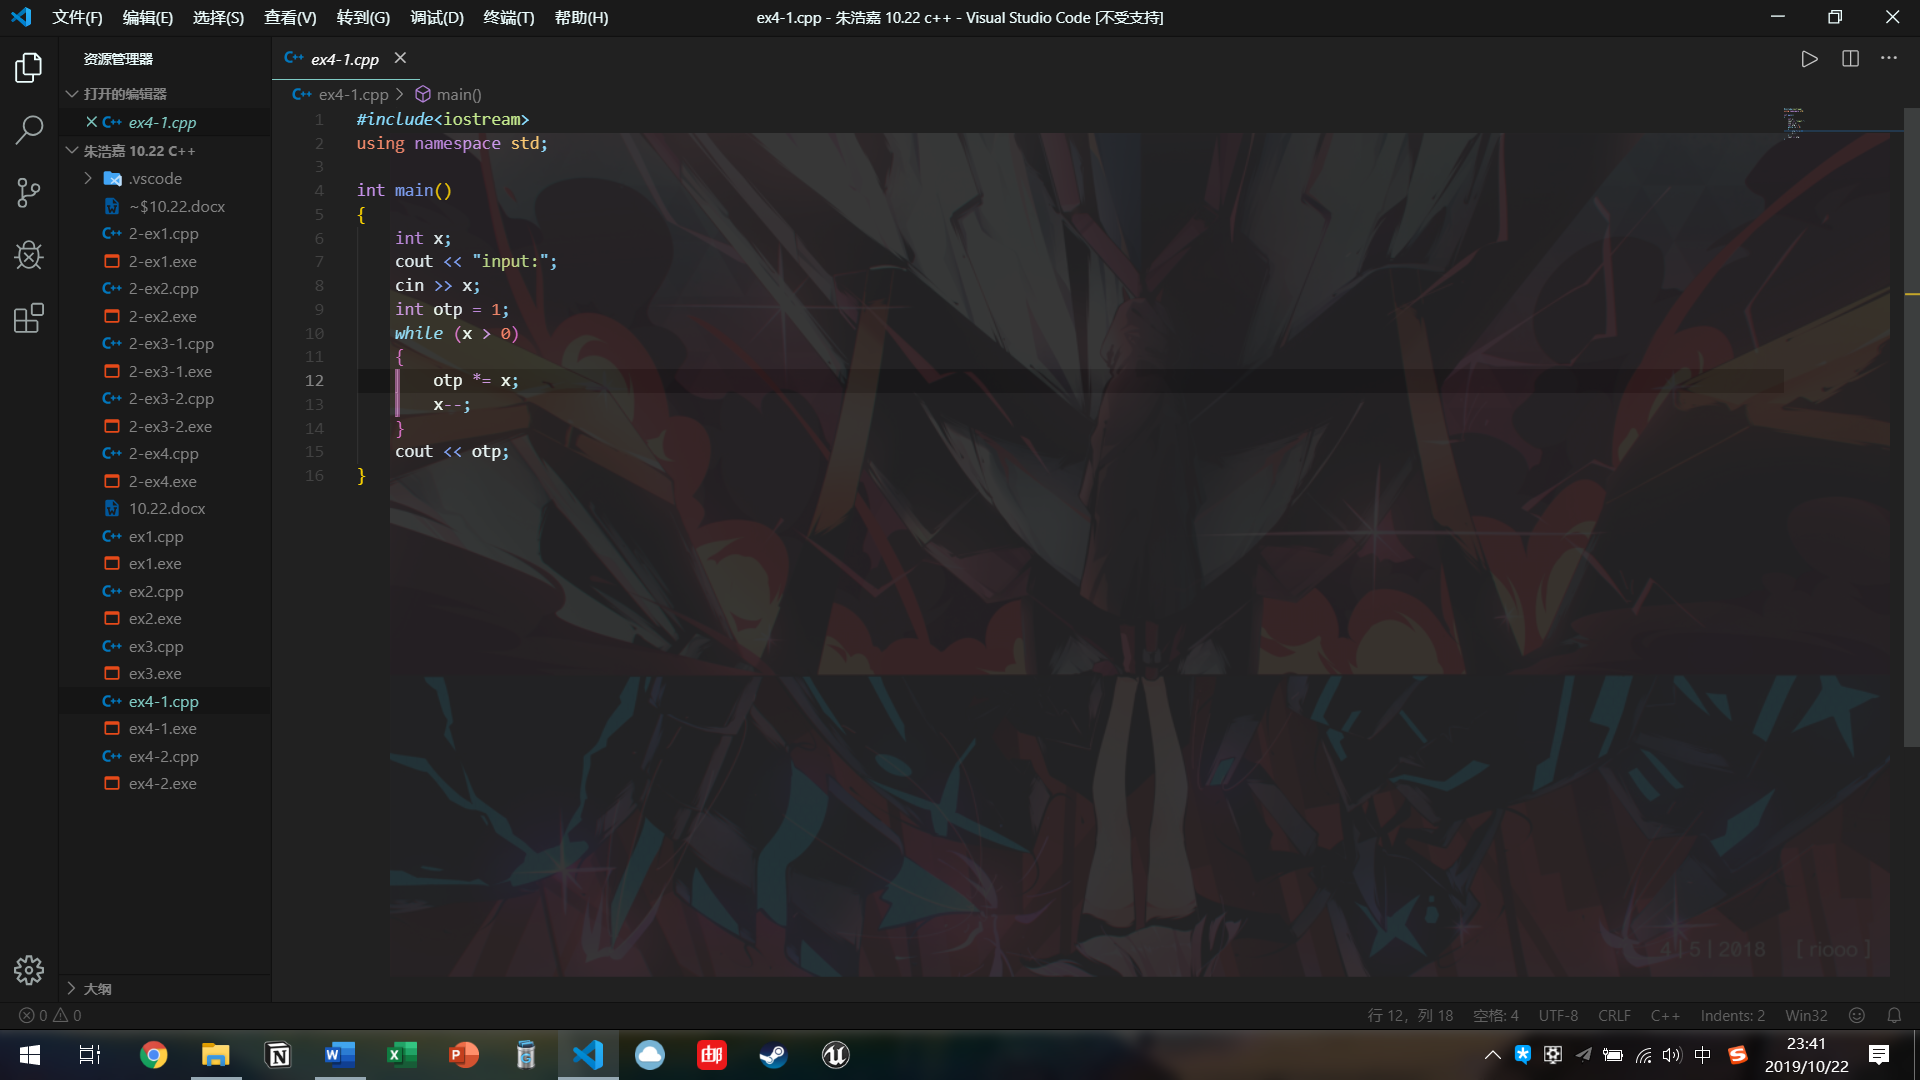 文件(F) 编辑(E) 选择(S) 查看(V) 转到(G) 调试(D) 终端(T) 帮助(H)
ex4-1.cpp - 朱浩嘉 10.22 c++ - Visual Studio Code [不受支持]
资源管理器
打开的编辑器
ex4-1.cpp
朱浩嘉 10.22 C++
.vscode
~$10.22.docx
2-ex1.cpp
2-ex1.exe
2-ex2.cpp
2-ex2.exe
2-ex3-1.cpp
2-ex3-1.exe
2-ex3-2.cpp
2-ex3-2.exe
2-ex4.cpp
2-ex4.exe
10.22.docx
ex1.cpp
ex1.exe
ex2.cpp
ex2.exe
ex3.cpp
ex3.exe
ex4-1.cpp
ex4-1.exe
ex4-2.cpp
ex4-2.exe
大纲
ex4-1.cpp
ex4-1.cpp main()
1 #include<iostream>
2 using namespace std;
3
4 int main()
5 {
6 int x;
7 cout << "input:";
8 cin >> x;
9 int otp = 1;
10 while (x > 0)
11 {
12 otp *= x;
13 x--;
14 }
15 cout << otp;
16 }
4 | 5 | 2018 [ riooo ]
0 0
行 12，列 18 空格: 4 UTF-8 CRLF C++ Indents: 2 Win32
中
23:41
2019/10/22